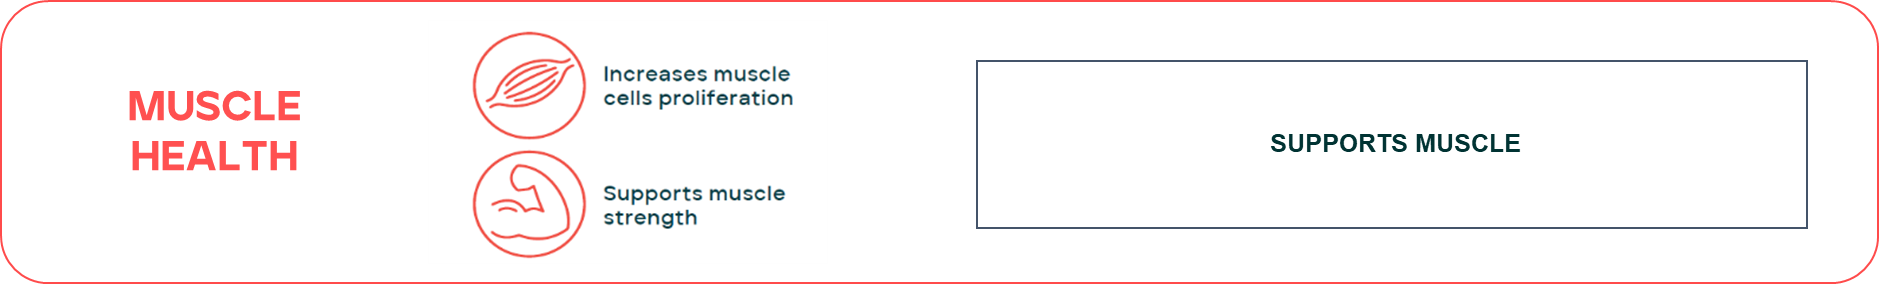 MUSCLE
HEALTH
Increases muscle
cells proliferation
Supports muscle
strength
SUPPORTS MUSCLE